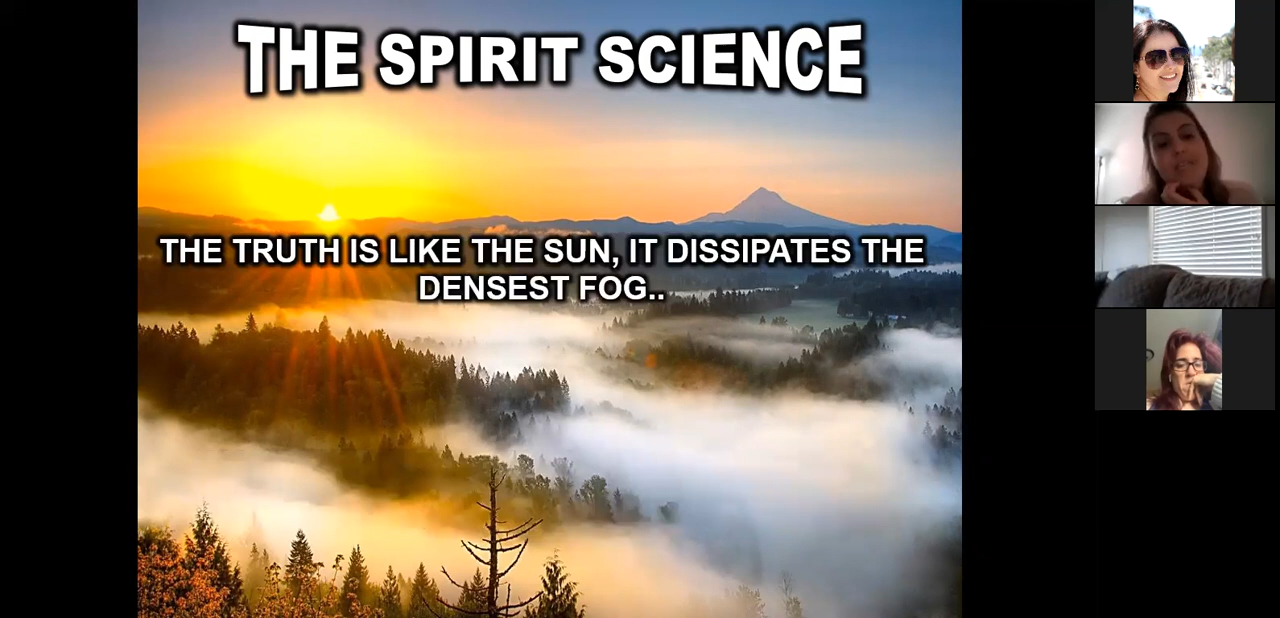 THE SPIRIT SCIENCE
THE TRUTH IS LIKE THE SUN, IT DISSIPATES THE
DENSEST FOG..